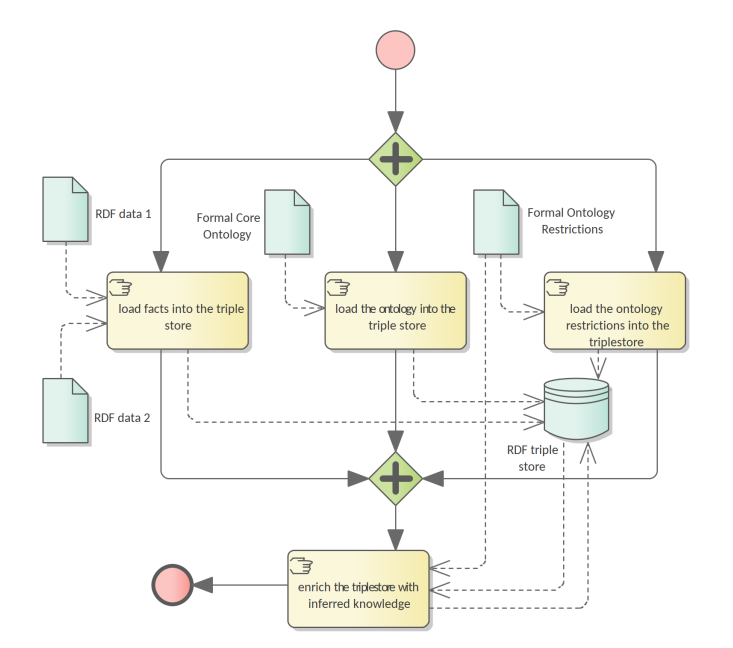 RDF data 1
Formal Core
Ontology
Formal Ontology
Restrictions
load facts into the triple
store
load the ontology into the
triple store
load the ontology
restrictions into the
triplestore
RDF data 2
RDF triple
store
enrich the triplestore with
inferred knowledge